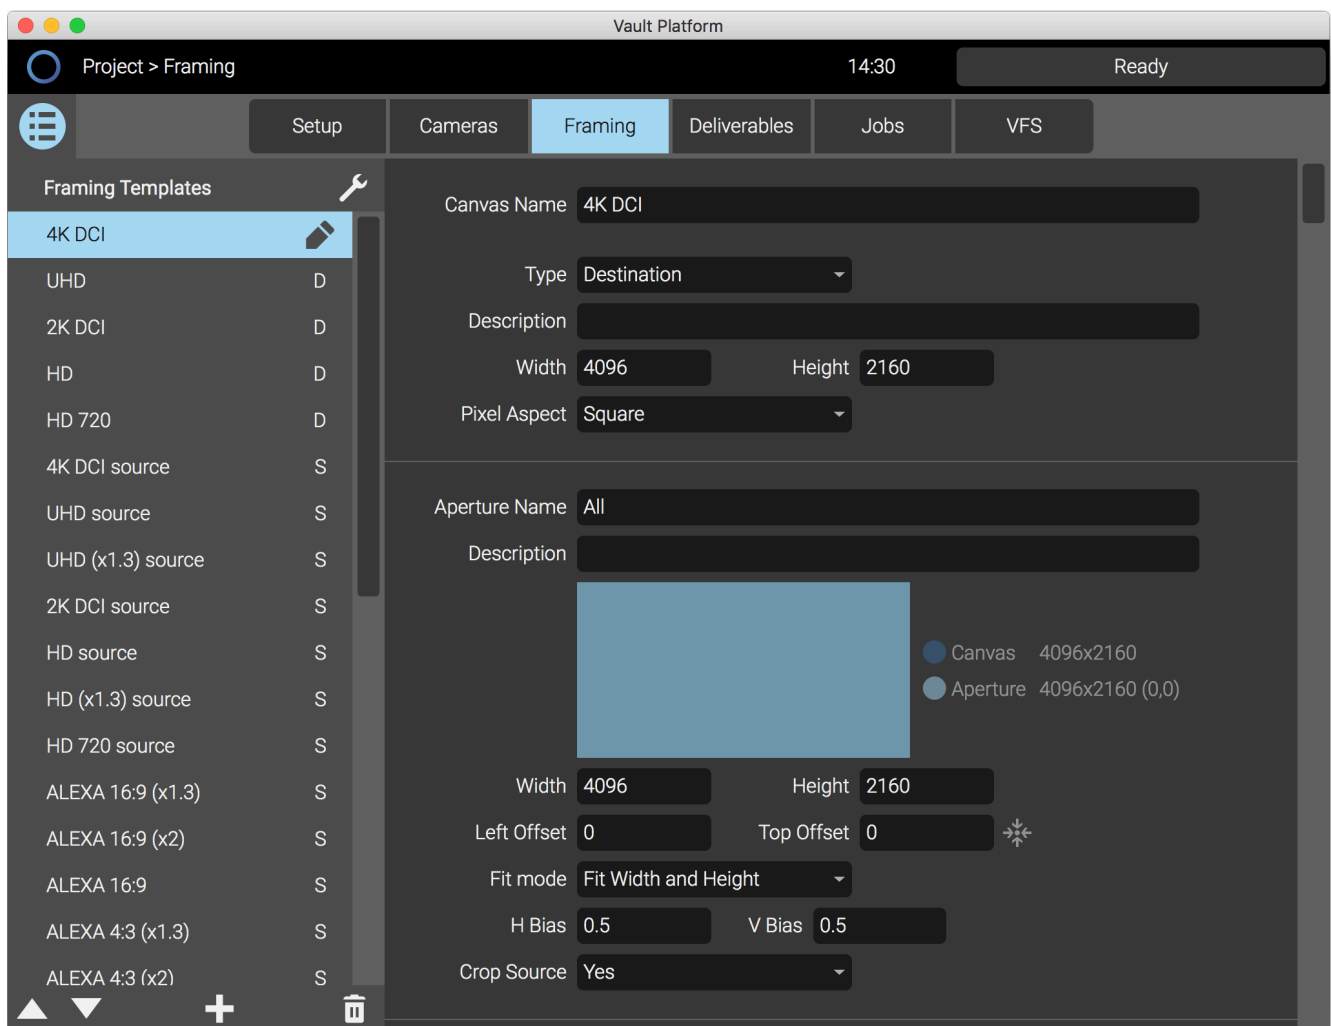 Vault Platform
Project > Framing 14:30 Ready
Setup Cameras Framing Deliverables Jobs VFS
Framing Templates
4K DCI
UHD D
2K DCI D
HD D
HD 720 D
4K DCI source S
UHD source S
UHD (x1.3) source S
2K DCI source S
HD source S
HD (x1.3) source S
HD 720 source S
ALEXA 16:9 (x1.3) S
ALEXA 16:9 (x2) S
ALEXA 16:9 S
ALEXA 4:3 (x1.3) S
ALEXA 4:3 (x2) S
Canvas Name 4K DCI
Type Destination
Description
Width 4096 Height 2160
Pixel Aspect Square
Aperture Name All
Description
Canvas 4096x2160
Aperture 4096x2160 (0,0)
Width 4096 Height 2160
Left Offset 0 Top Offset 0
Fit mode Fit Width and Height
H Bias 0.5 V Bias 0.5
Crop Source Yes